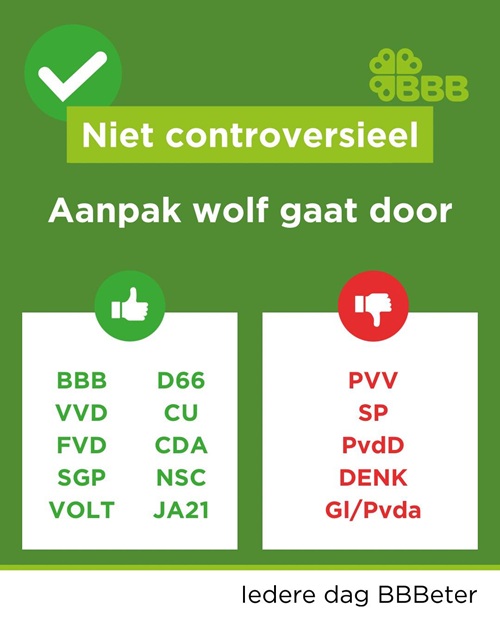 BBB
Niet controversieel
Aanpak wolf gaat door
BBB D66
VVD CU
FVD CDA
SGP NSC
VOLT JA21
PVV
SP
PvdD
DENK
Gl/Pvda
Iedere dag BBBeter